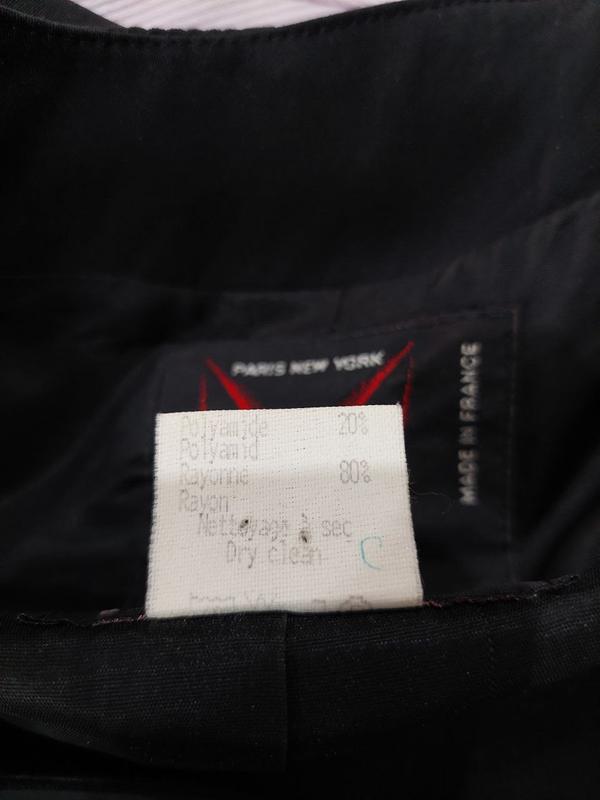 PARIS NEW YORK
MADE IN FRANCE
Polyamide 20%
Polyamid
Rayonne 80%
Rayon
Nettoyage à sec
Dry clean C